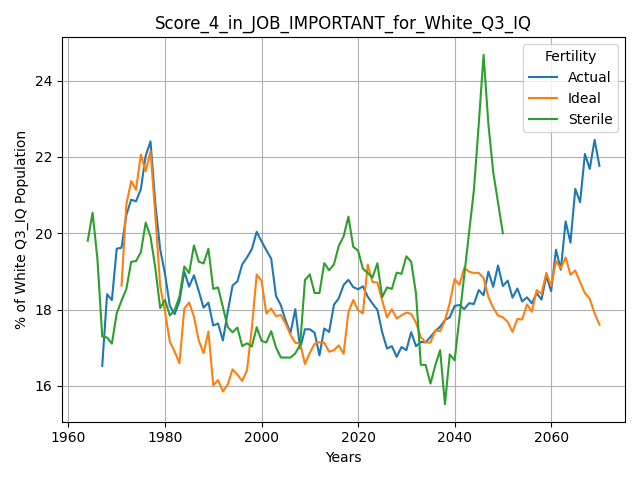 Score_4_in_JOB_IMPORTANT_for_White_Q3_IQ
% of White Q3_IQ Population
24
22
20
18
16
Fertility
Actual
Ideal
Sterile
1960
1980
2000
2020
2040
2060
Years